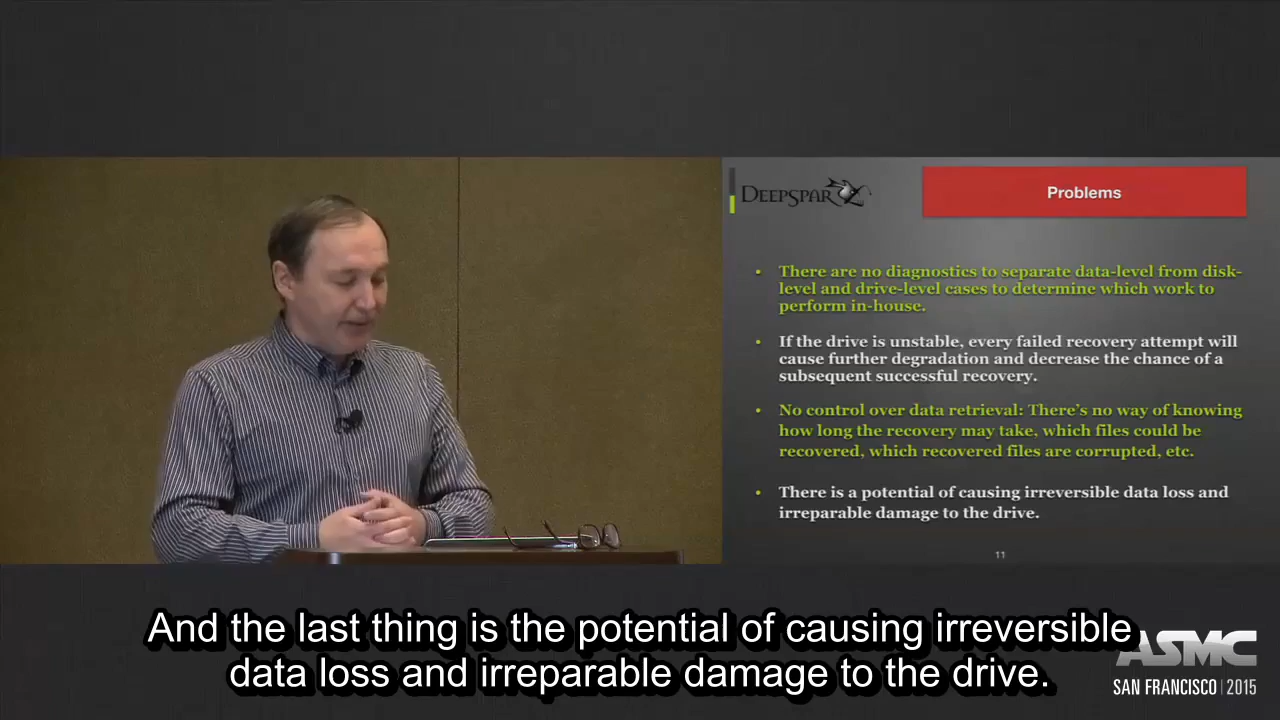 DEEPSPAR
Problems
• There are no diagnostics to separate data-level from disk-
level and drive-level cases to determine which work to
perform in-house.
• If the drive is unstable, every failed recovery attempt will
cause further degradation and decrease the chance of a
subsequent successful recovery.
• No control over data retrieval: There's no way of knowing
how long the recovery may take, which files could be
recovered, which recovered files are corrupted, etc.
• There is a potential of causing irreversible data loss and
irreparable damage to the drive.
11
And the last thing is the potential of causing irreversible
data loss and irreparable damage to the drive.
ASMC
SAN FRANCISCO | 2015